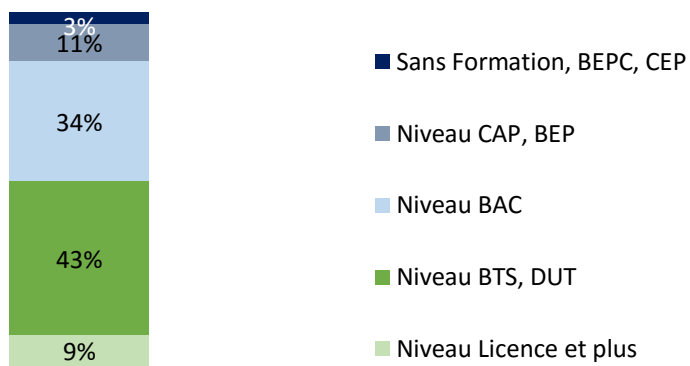 3%
11%
34%
43%
9%
Sans Formation, BEPC, CEP
Niveau CAP, BEP
Niveau BAC
Niveau BTS, DUT
Niveau Licence et plus